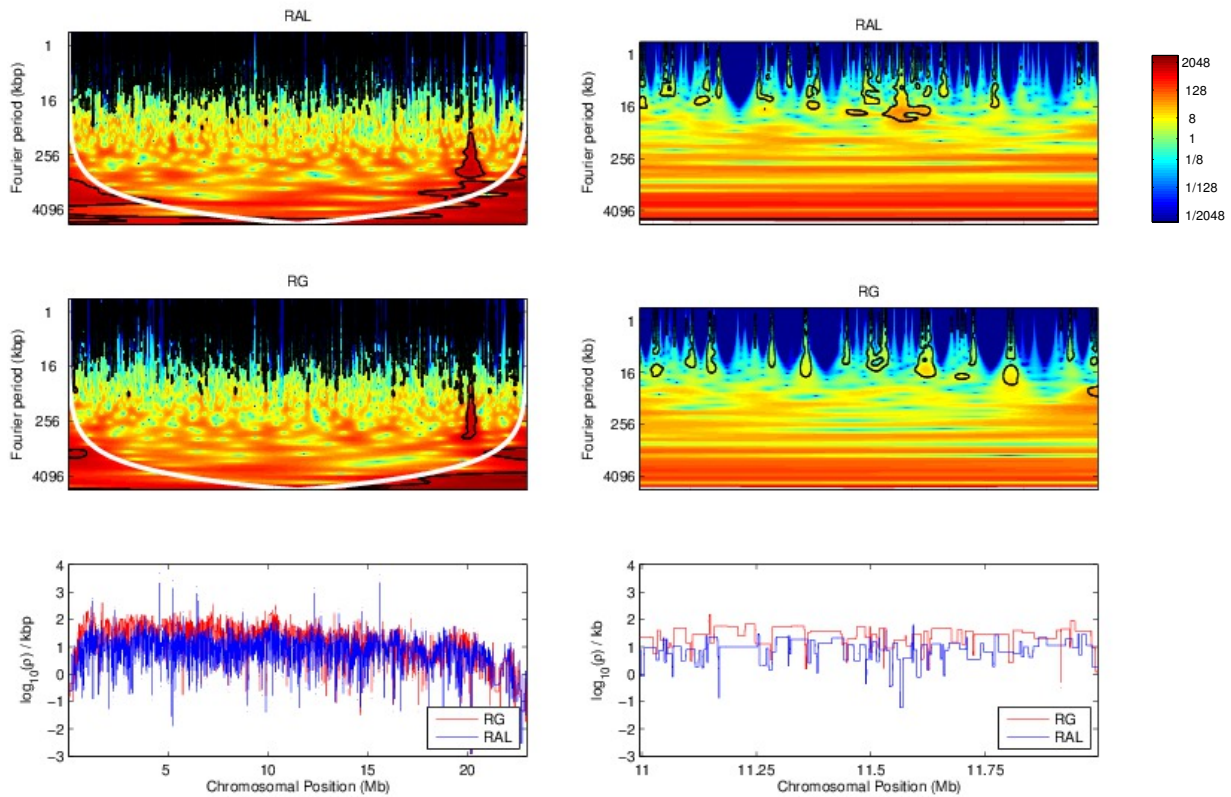 RAL
Fourier period (kbp)
1
16
256
4096
RAL
Fourier period (kb)
1
16
256
4096
2048
128
8
1
1/8
1/128
1/2048
RG
Fourier period (kbp)
1
16
256
4096
RG
Fourier period (kb)
1
16
256
4096
log10(ρ) / kbp
4
3
2
1
0
−1
−2
−3
RG
RAL
5
10
15
20
Chromosomal Position (Mb)
log10(ρ) / kb
4
3
2
1
0
−1
−2
−3
RG
RAL
11
11.25
11.5
11.75
Chromosomal Position (Mb)